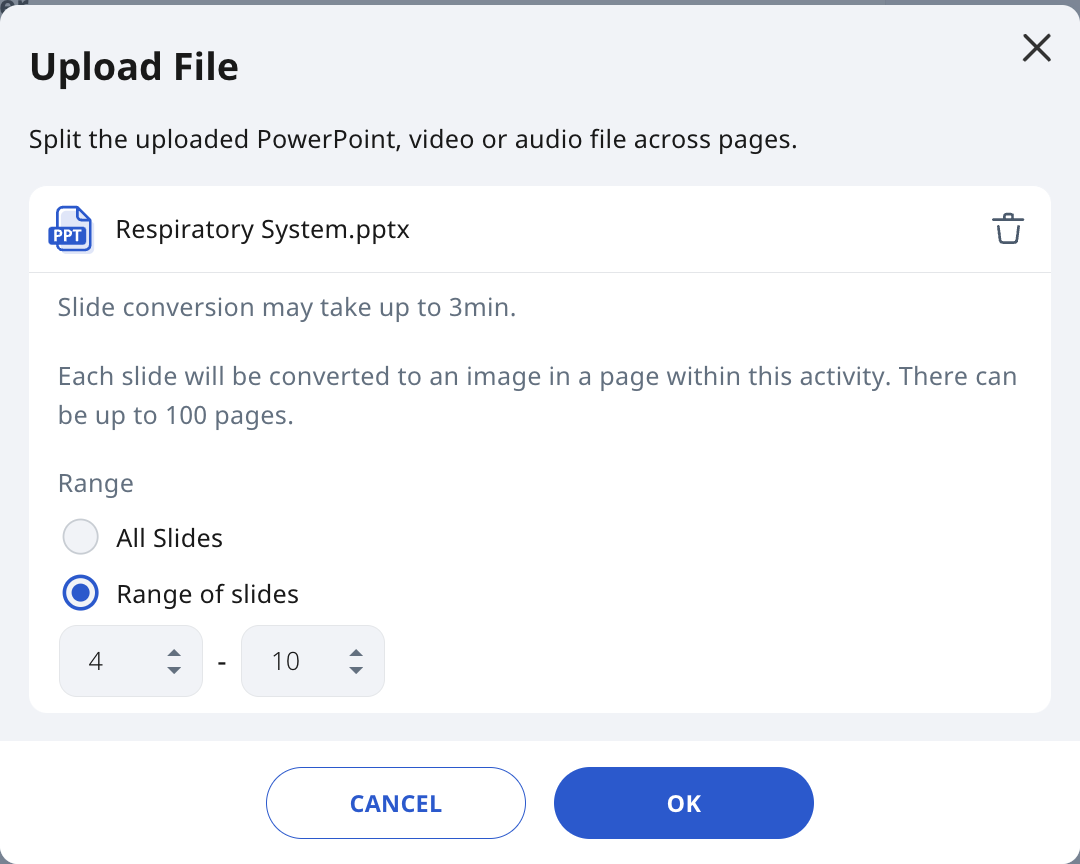 Upload File
Split the uploaded PowerPoint, video or audio file across pages.
PPT
Respiratory System.pptx
Slide conversion may take up to 3min.
Each slide will be converted to an image in a page within this activity. There can
be up to 100 pages.
Range
All Slides
Range of slides
4 - 10
CANCEL
OK